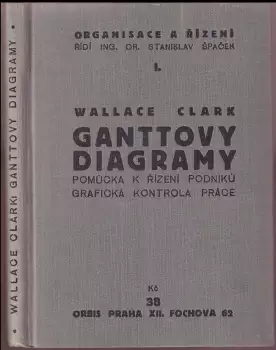 ORGANISACE A ŘÍZENÍ
ŘÍDÍ ING. DR. STANISLAV ŠPAČEK
I.
WALLACE CLARK
GANTTOVY
DIAGRAMY
POMŮCKA K ŘÍZENÍ PODNIKŮ
GRAFICKÁ KONTROLA PRÁCE
Kč
38
ORBIS PRAHA XII. FOCHOVA 62
• WALLACE CLARK: GANTTOVY DIAGRAMY •